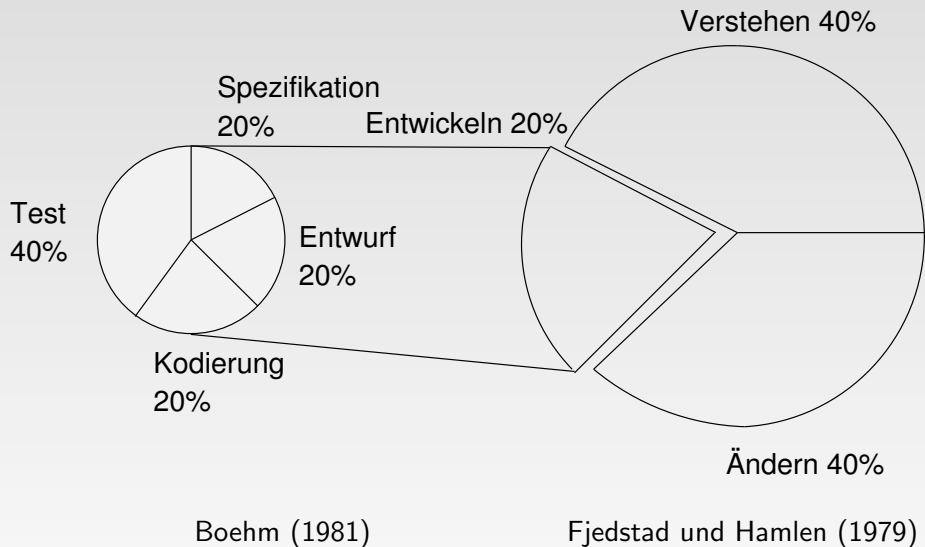 Verstehen 40%
Spezifikation
20%
Entwickeln 20%
Test
40%
Entwurf
20%
Kodierung
20%
Ändern 40%
Boehm (1981)
Fjedstad und Hamlen (1979)